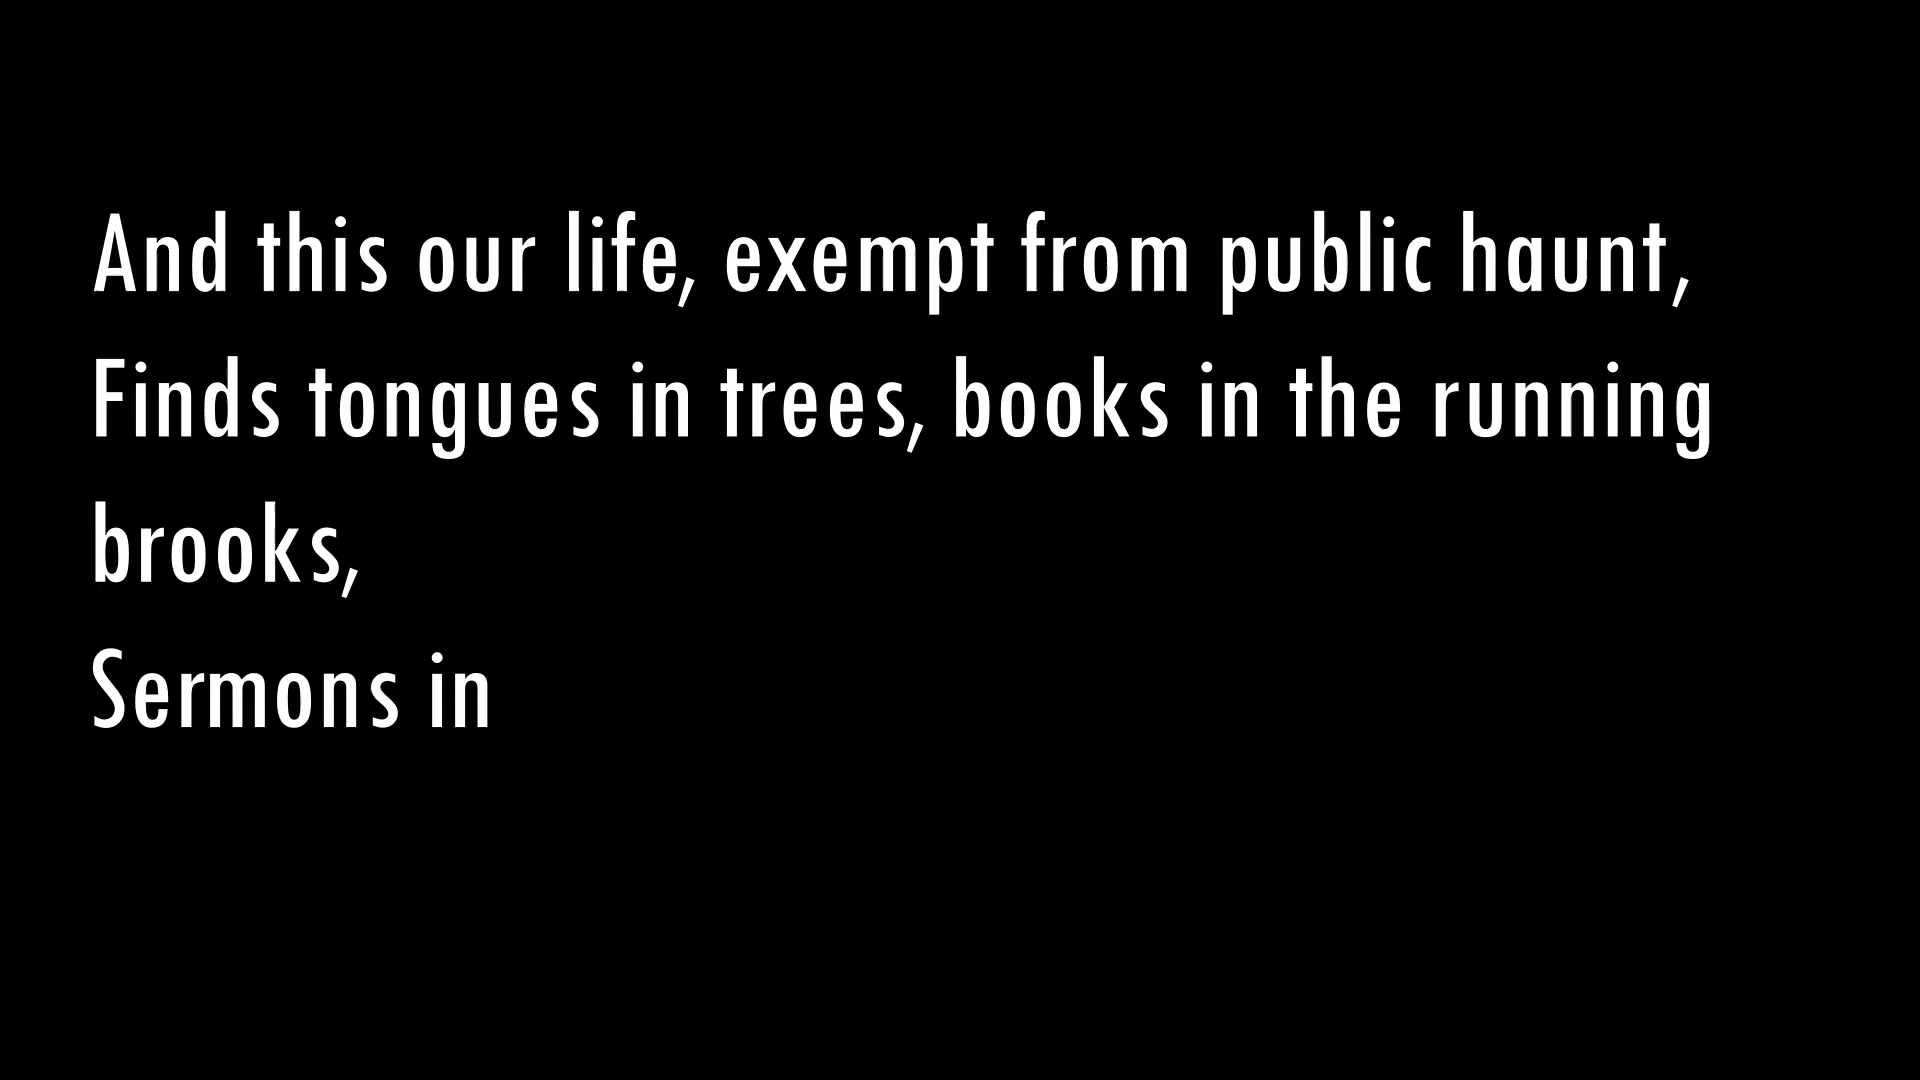 And this our life, exempt from public haunt,
Finds tongues in trees, books in the running
brooks,
Sermons in